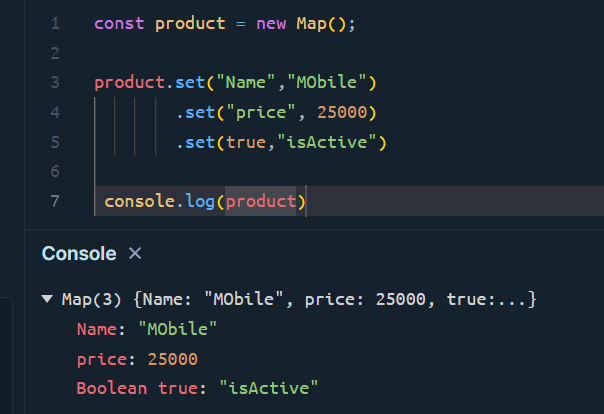 1 const product = new Map();
2
3 product.set("Name","MObile")
4 .set("price", 25000)
5 .set(true,"isActive")
6
7 console.log(product)
Console ×
▼ Map(3) {Name: "MObile", price: 25000, true:...}
Name: "MObile"
price: 25000
Boolean true: "isActive"